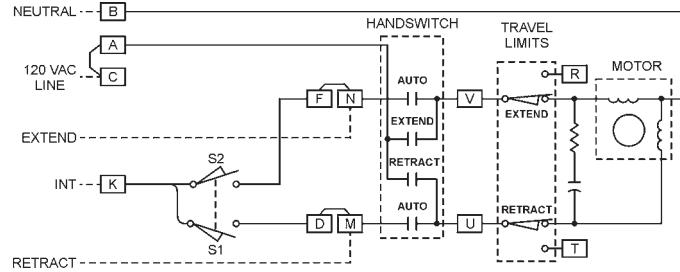 NEUTRAL B
HANDSWITCH
TRAVEL
LIMITS
A
R
MOTOR
120 VAC
LINE
C
AUTO
F N
V
EXTEND
EXTEND
EXTEND
RETRACT
S2
INT K
AUTO
RETRACT
D M
U
S1
T
RETRACT